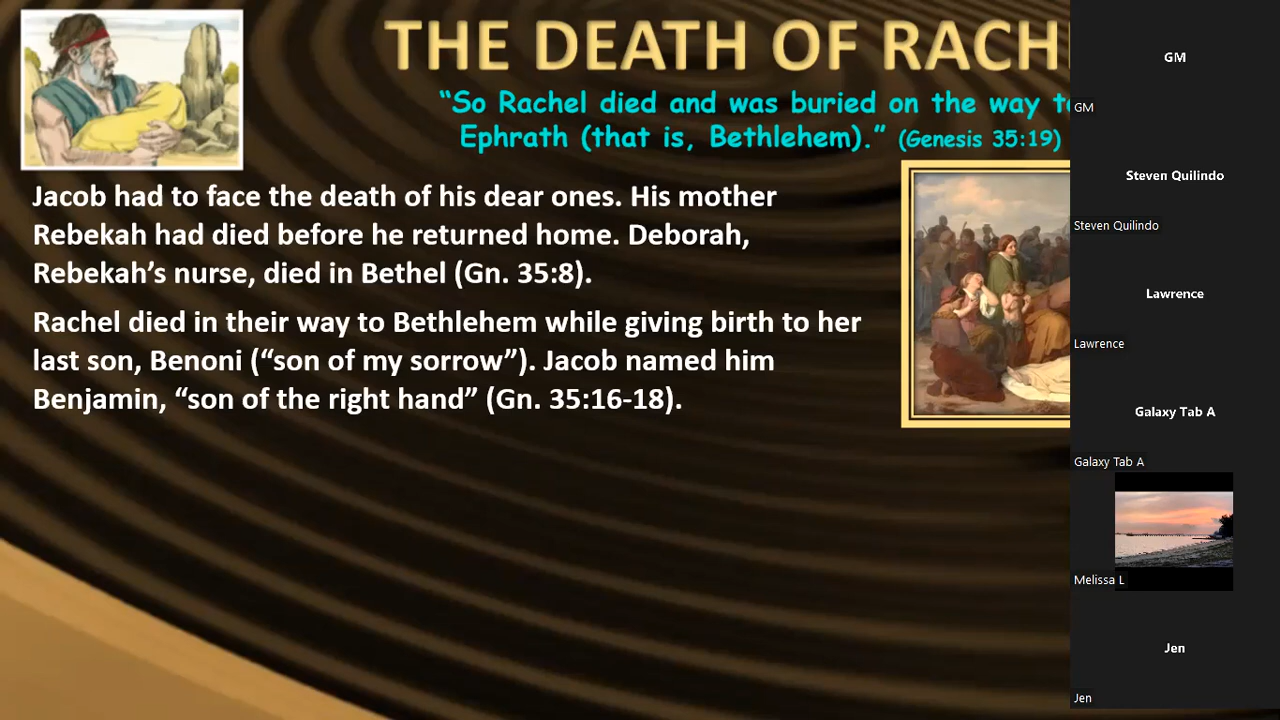 THE DEATH OF RACH
“So Rachel died and was buried on the way to
Ephrath (that is, Bethlehem).” (Genesis 35:19)
Jacob had to face the death of his dear ones. His mother
Rebekah had died before he returned home. Deborah,
Rebekah’s nurse, died in Bethel (Gn. 35:8).
Rachel died in their way to Bethlehem while giving birth to her
last son, Benoni (“son of my sorrow”). Jacob named him
Benjamin, “son of the right hand” (Gn. 35:16-18).
GM
GM
Steven Quilindo
Steven Quilindo
Lawrence
Lawrence
Galaxy Tab A
Galaxy Tab A
Melissa L
Jen
Jen